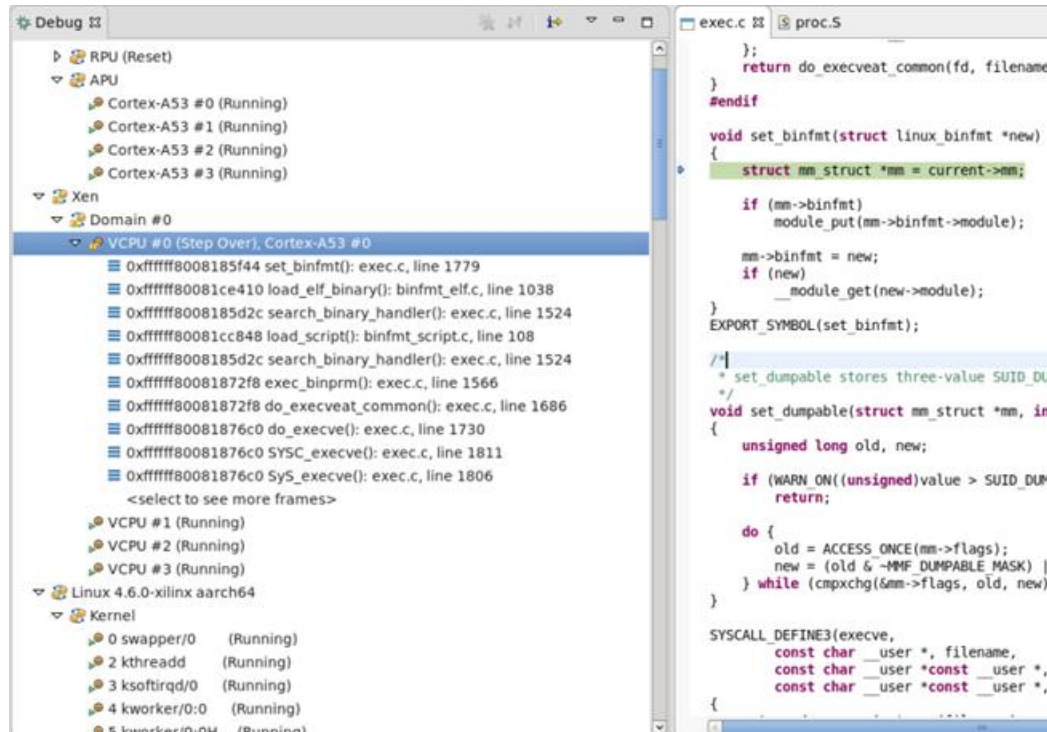 Debug
RPU (Reset)
APU
Cortex-A53 #0 (Running)
Cortex-A53 #1 (Running)
Cortex-A53 #2 (Running)
Cortex-A53 #3 (Running)
Xen
Domain #0
VCPU #0 (Step Over), Cortex-A53 #0
0xffffff8008185f44 set_binfmt(): exec.c, line 1779
0xffffff80081ce410 load_elf_binary(): binfmt_elf.c, line 1038
0xffffff8008185d2c search_binary_handler(): exec.c, line 1524
0xffffff80081cc848 load_script(): binfmt_script.c, line 108
0xffffff8008185d2c search_binary_handler(): exec.c, line 1524
0xffffff80081872f8 exec_binprm(): exec.c, line 1566
0xffffff80081872f8 do_execveat_common(): exec.c, line 1686
0xffffff80081876c0 do_execve(): exec.c, line 1730
0xffffff80081876c0 SYSC_execve(): exec.c, line 1811
0xffffff80081876c0 SyS_execve(): exec.c, line 1806
<select to see more frames>
VCPU #1 (Running)
VCPU #2 (Running)
VCPU #3 (Running)
Linux 4.6.0-xilinx aarch64
Kernel
0 swapper/0 (Running)
2 kthreadd (Running)
3 ksoftirqd/0 (Running)
4 kworker/0:0 (Running)
5 kworker/0:0H (Running)
exec.c
proc.S
};
return do_execveat_common(fd, filename
}
#endif
void set_binfmt(struct linux_binfmt *new)
{
struct mm_struct *mm = current->mm;
if (mm->binfmt)
module_put(mm->binfmt->module);
mm->binfmt = new;
if (new)
__module_get(new->module);
}
EXPORT_SYMBOL(set_binfmt);
/*
* set_dumpable stores three-value SUID_DU
*/
void set_dumpable(struct mm_struct *mm, in
{
unsigned long old, new;
if (WARN_ON((unsigned)value > SUID_DUM
return;
do {
old = ACCESS_ONCE(mm->flags);
new = (old & ~MMF_DUMPABLE_MASK) |
} while (cmpxchg(&mm->flags, old, new)
}
SYSCALL_DEFINE3(execve,
const char __user *, filename,
const char __user *const __user *,
const char __user *const __user *,
{